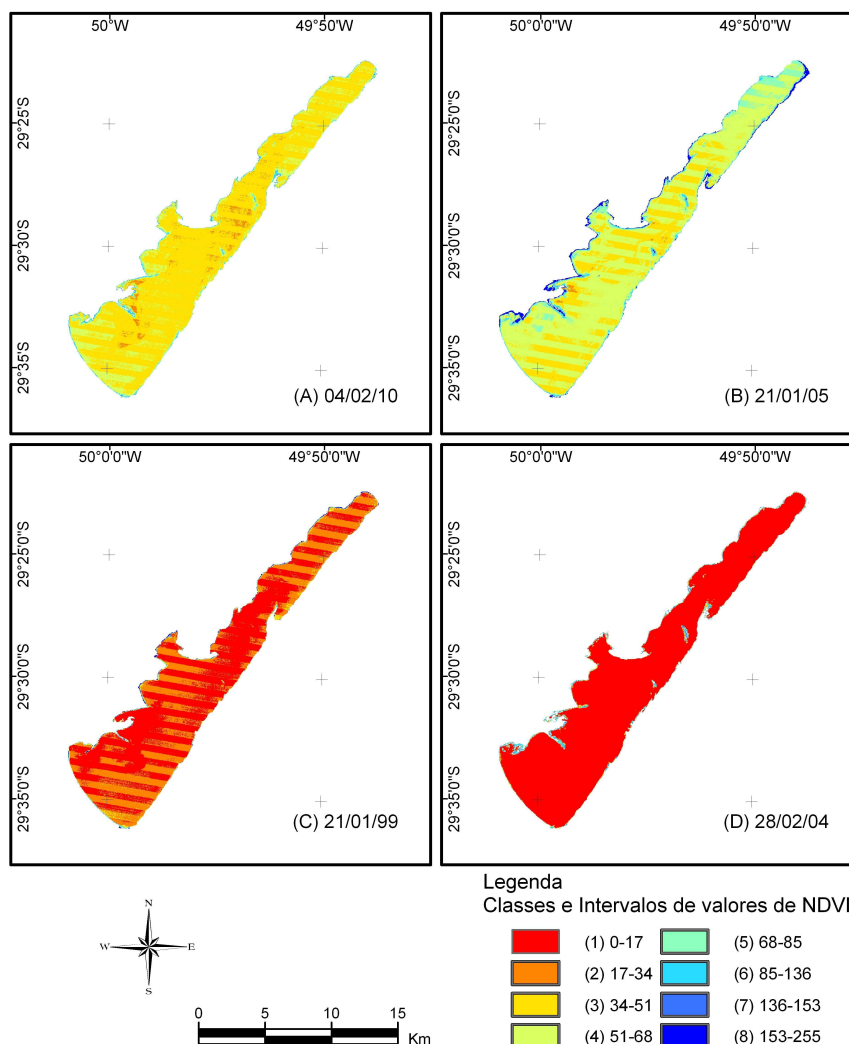 50°W 49°50'W 50°0'0"W 49°50'0"W
29°25'S 29°25'0"S
29°30'S 29°30'0"S
29°35'S 29°35'0"S
(A) 04/02/10 (B) 21/01/05
50°0'0"W 49°50'0"W 50°0'0"W 49°50'0"W
29°25'0"S 29°25'0"S
29°30'0"S 29°30'0"S
29°35'0"S 29°35'0"S
(C) 21/01/99 (D) 28/02/04
Legenda
Classes e Intervalos de valores de NDVI
N
W E
S
(1) 0-17 (5) 68-85
(2) 17-34 (6) 85-136
(3) 34-51 (7) 136-153
(4) 51-68 (8) 153-255
0 5 10 15
Km